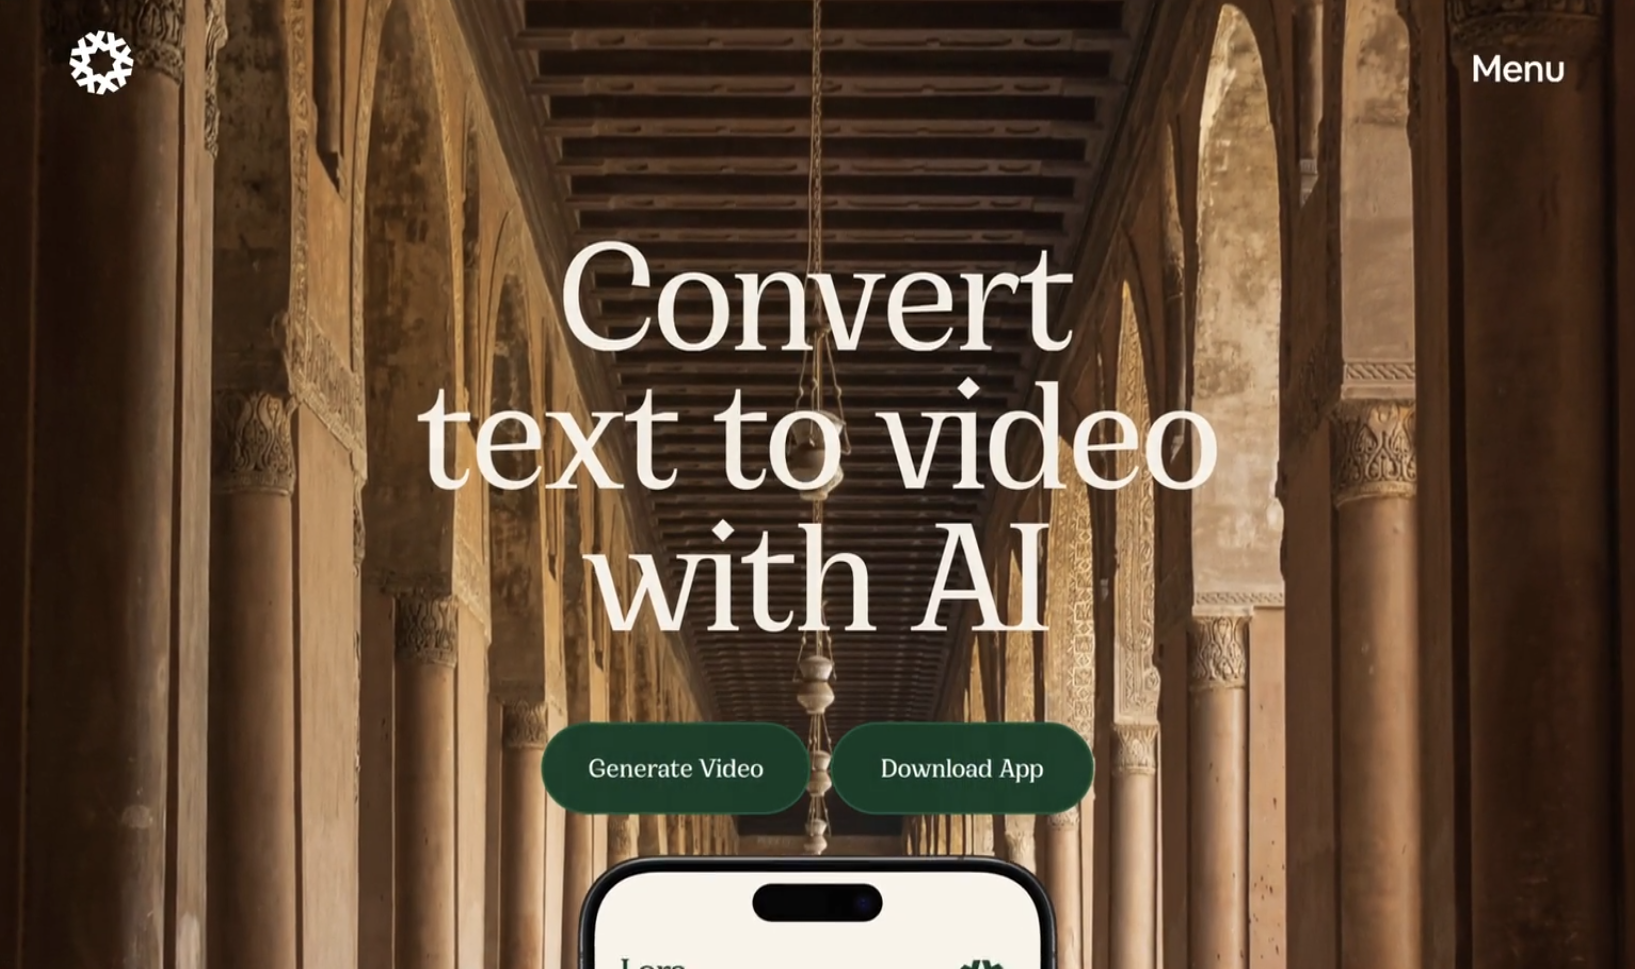 Menu
Convert
text to video
with AI
Generate Video
Download App